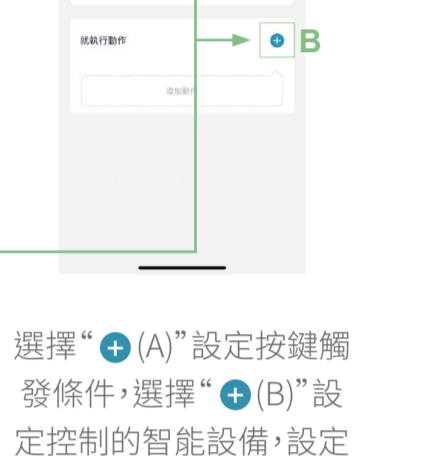 就執行動作
B
添加動作
選擇“+(A)”設定按鍵觸
發條件,選擇“+(B)”設
定控制的智能設備,設定